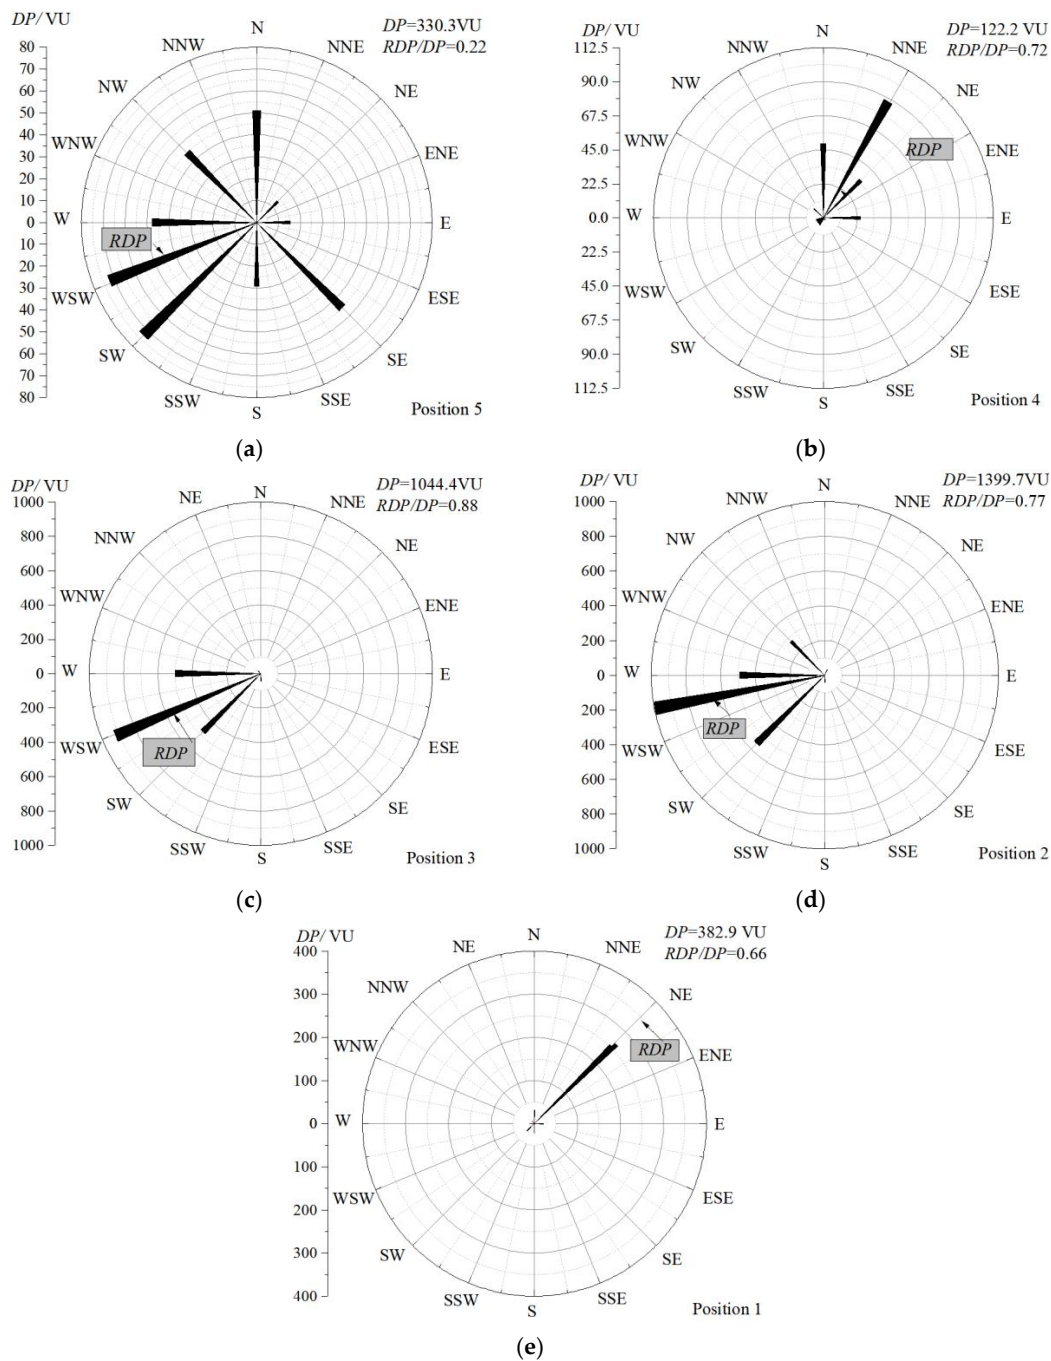 DP/ VU
DP=330.3VU
RDP/DP=0.22
80
70
60
50
40
30
20
10
0
10
20
30
40
50
60
70
80
N
NNE
NE
ENE
E
ESE
SE
SSE
S
SSW
SW
WSW
W
WNW
NW
NNW
RDP
Position 5
(a)
DP/ VU
DP=122.2 VU
RDP/DP=0.72
112.5
90.0
67.5
45.0
22.5
0.0
22.5
45.0
67.5
90.0
112.5
N
NNE
NE
ENE
E
ESE
SE
SSE
S
SSW
SW
WSW
W
WNW
NW
NNW
RDP
Position 4
(b)
DP/ VU
DP=1044.4VU
RDP/DP=0.88
1000
800
600
400
200
0
200
400
600
800
1000
N
NNE
NE
ENE
E
ESE
SE
SSE
S
SSW
SW
WSW
W
WNW
NNW
NE
RDP
Position 3
(c)
DP/ VU
DP=1399.7VU
RDP/DP=0.77
1000
800
600
400
200
0
200
400
600
800
1000
N
NNE
NE
ENE
E
ESE
SE
SSE
S
SSW
SW
WSW
W
WNW
NW
NNW
RDP
Position 2
(d)
DP/ VU
DP=382.9 VU
RDP/DP=0.66
400
300
200
100
0
100
200
300
400
N
NNE
NE
ENE
E
ESE
SE
SSE
S
SSW
SW
WSW
W
WNW
NNW
NE
RDP
Position 1
(e)